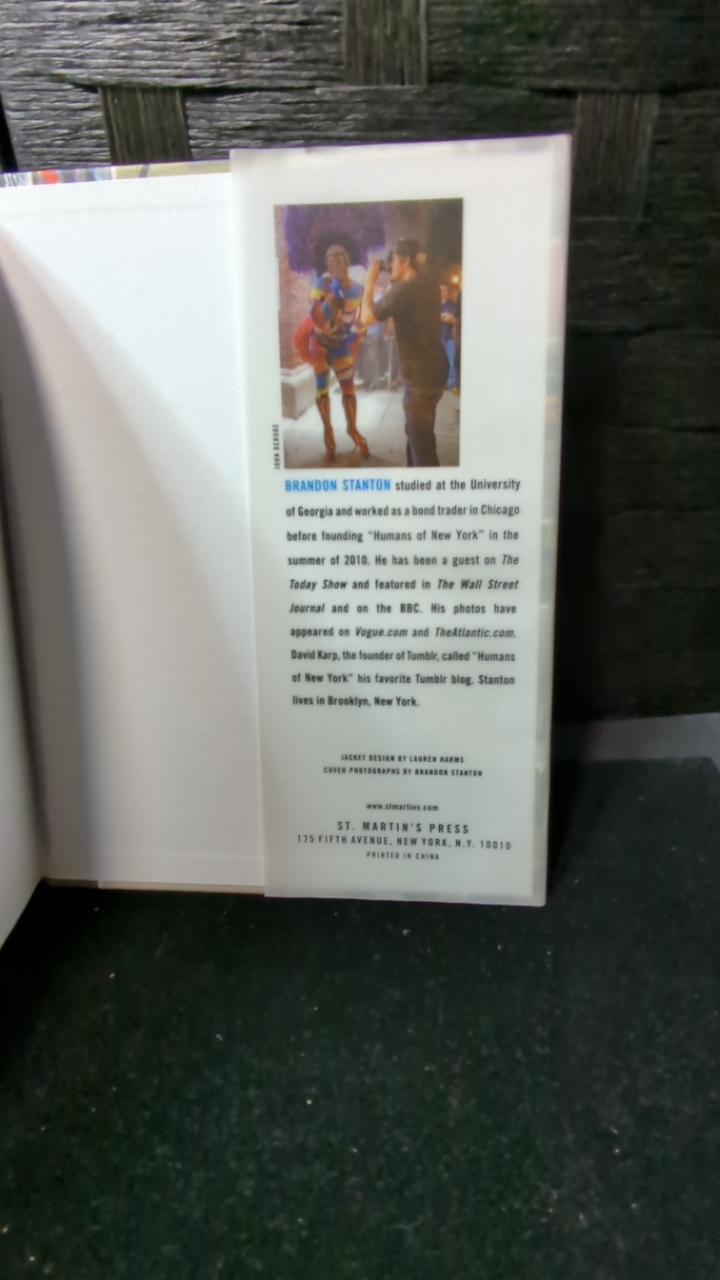 JOHN DERUGE
BRANDON STANTON studied at the University
of Georgia and worked as a bond trader in Chicago
before founding "Humans of New York" in the
summer of 2010. He has been a guest on The
Today Show and featured in The Wall Street
Journal and on the BBC. His photos have
appeared on Vogue.com and TheAtlantic.com.
David Karp, the founder of Tumblr, called "Humans
of New York" his favorite Tumblr blog. Stanton
lives in Brooklyn, New York.
JACKET DESIGN BY LAUREN HARMS
COVER PHOTOGRAPHS BY BRANDON STANTON
www.stmartins.com
ST. MARTIN'S PRESS
175 FIFTH AVENUE, NEW YORK, N.Y. 10010
PRINTED IN CHINA